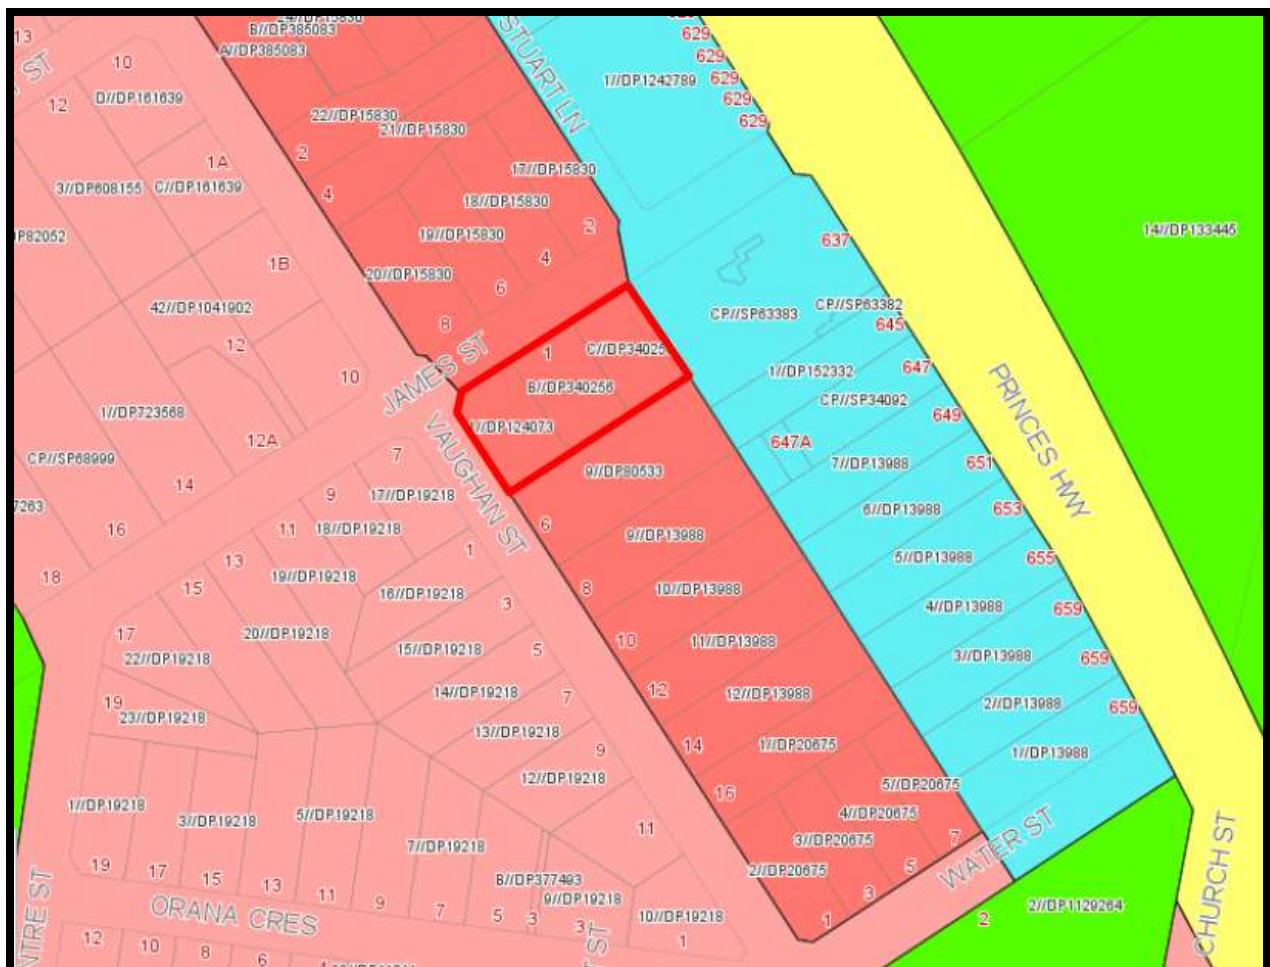 24//DP15830
B//DP385083
A//DP385083
13
ST
10
12
D//DP161639
1A
3//DP608155
C//DP161639
1B
42//DP1041902
12
10
1//DP723568
12A
CP//SP68999
14
16
18
22//DP15830
21//DP15830
2
4
17//DP15830
18//DP15830
19//DP15830
20//DP15830
2
4
6
8
STUART LN
1//DP1242789
629
629
629
629
629
637
CP//SP63383
CP//SP63382
645
1//DP152332
647
CP//SP34092
649
647A
7//DP13988
651
6//DP13988
653
5//DP13988
655
4//DP13988
659
3//DP13988
659
2//DP13988
659
1//DP13988
PRINCES HWY
14//DP133445
JAMES ST
VAUGHAN ST
1
C//DP34025
B//DP340256
1//DP124073
9//DP80533
6
9//DP13988
8
10//DP13988
10
11//DP13988
12
12//DP13988
14
1//DP20675
16
5//DP20675
4//DP20675
3//DP20675
2//DP20675
7
5
3
1
WATER ST
2
2//DP1129264
CHURCH ST
7
9
17//DP19218
11
18//DP19218
1
13
19//DP19218
16//DP19218
3
15
20//DP19218
15//DP19218
5
17
22//DP19218
14//DP19218
7
19
23//DP19218
13//DP19218
9
12//DP19218
11
1//DP19218
3//DP19218
5//DP19218
7//DP19218
B//DP377493
9//DP19218
10//DP19218
19
17
15
13
11
9
7
5
3
3
1
ORANA CRES
12
10
8
6